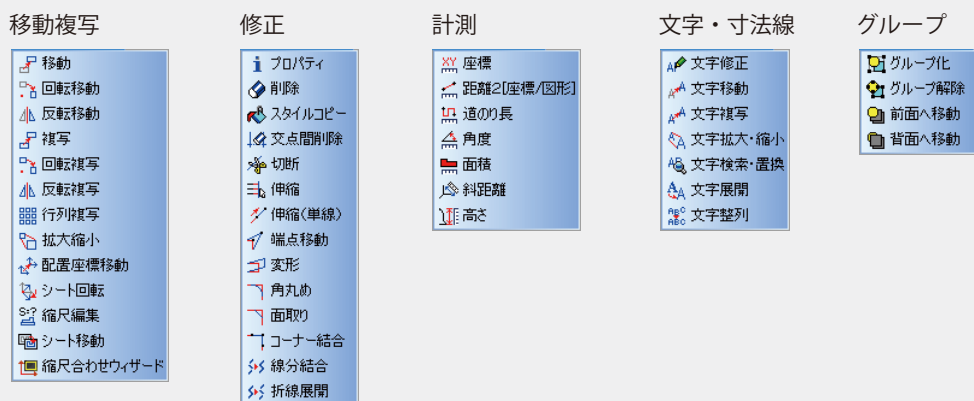 移動複写
移動
回転移動
反転移動
複写
回転複写
反転複写
行列複写
拡大縮小
配置座標移動
シート回転
縮尺編集
シート移動
縮尺合わせウィザード
修正
プロパティ
削除
スタイルコピー
交点間削除
切断
伸縮
伸縮(単線)
端点移動
変形
角丸め
面取り
コーナー結合
線分結合
折線展開
計測
座標
距離2[座標/図形]
道のり長
角度
面積
斜距離
高さ
文字・寸法線
文字修正
文字移動
文字複写
文字拡大・縮小
文字検索・置換
文字展開
文字整列
グループ
グループ化
グループ解除
前面へ移動
背面へ移動